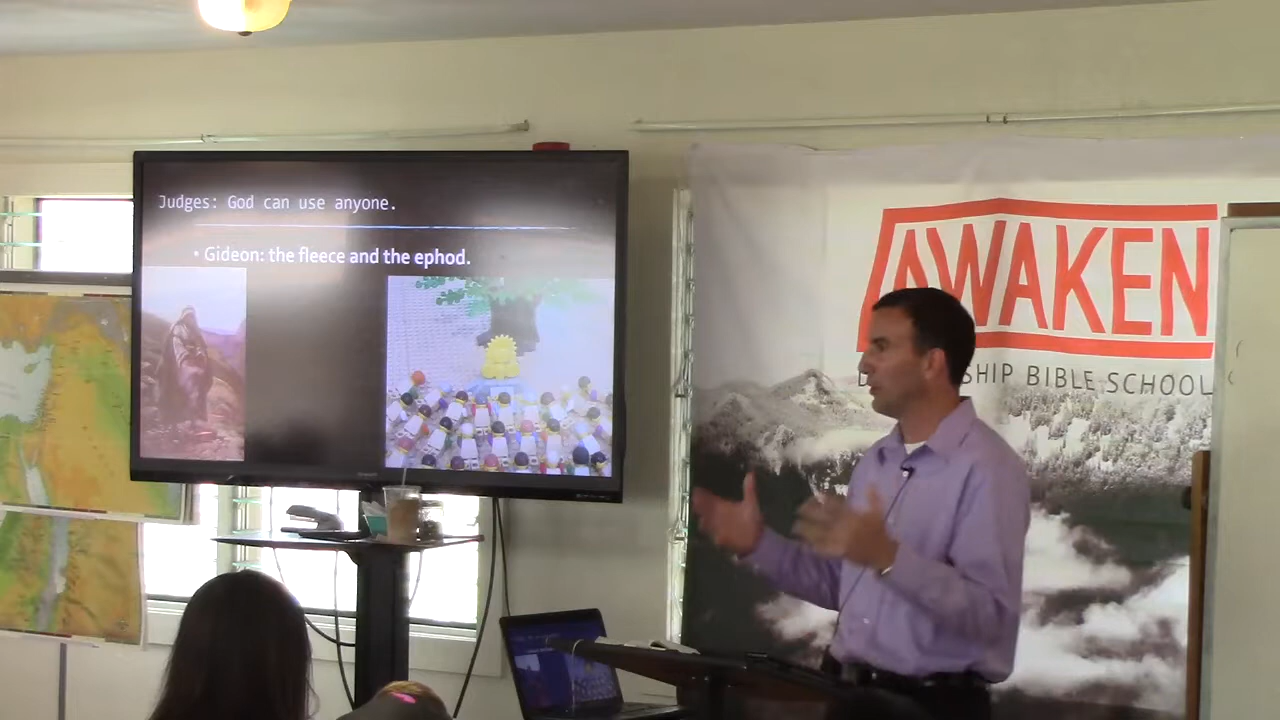 Judges: God can use anyone.
• Gideon: the fleece and the ephod.
AWAKEN
SHIP BIBLE SCHOOL